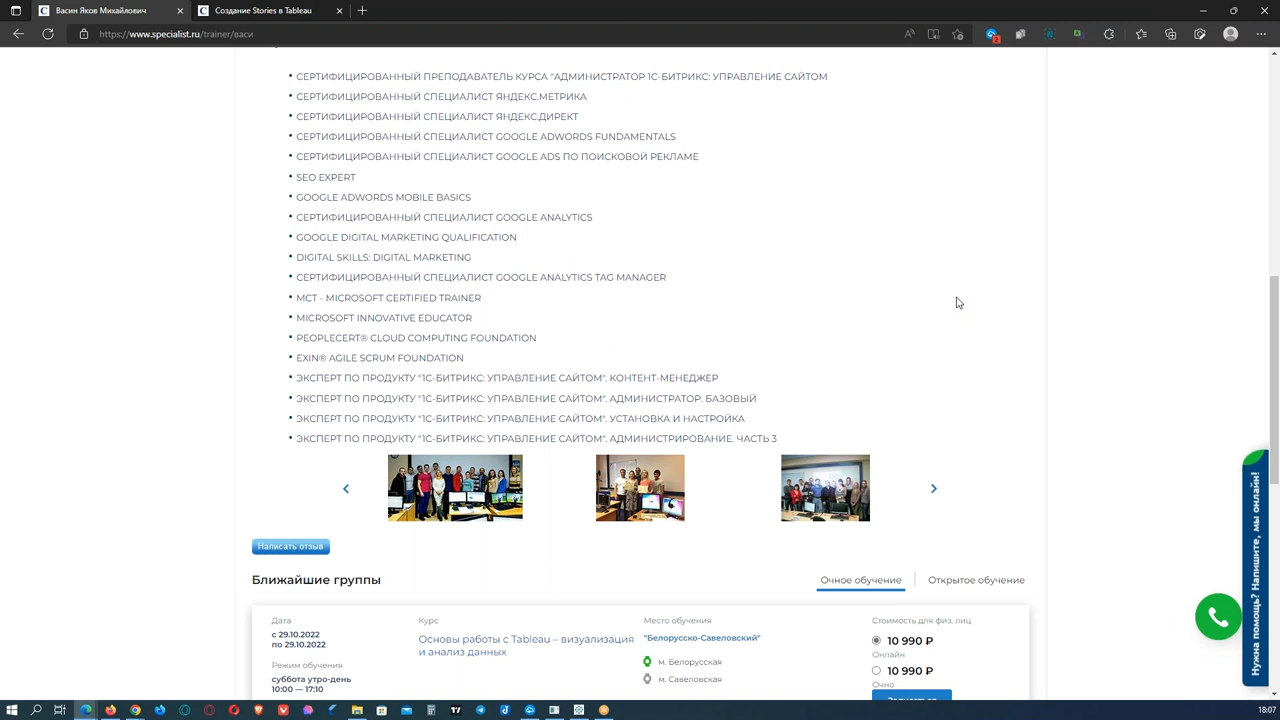 Васин Яков Михайлович
Создание Stories в Tableau
https://www.specialist.ru/trainer/васи
2
• СЕРТИФИЦИРОВАННЫЙ ПРЕПОДАВАТЕЛЬ КУРСА "АДМИНИСТРАТОР 1С-БИТРИКС: УПРАВЛЕНИЕ САЙТОМ
• СЕРТИФИЦИРОВАННЫЙ СПЕЦИАЛИСТ ЯНДЕКС.МЕТРИКА
• СЕРТИФИЦИРОВАННЫЙ СПЕЦИАЛИСТ ЯНДЕКС.ДИРЕКТ
• СЕРТИФИЦИРОВАННЫЙ СПЕЦИАЛИСТ GOOGLE ADWORDS FUNDAMENTALS
• СЕРТИФИЦИРОВАННЫЙ СПЕЦИАЛИСТ GOOGLE ADS ПО ПОИСКОВОЙ РЕКЛАМЕ
• SEO EXPERT
• GOOGLE ADWORDS MOBILE BASICS
• СЕРТИФИЦИРОВАННЫЙ СПЕЦИАЛИСТ GOOGLE ANALYTICS
• GOOGLE DIGITAL MARKETING QUALIFICATION
• DIGITAL SKILLS: DIGITAL MARKETING
• СЕРТИФИЦИРОВАННЫЙ СПЕЦИАЛИСТ GOOGLE ANALYTICS TAG MANAGER
• MCT - MICROSOFT CERTIFIED TRAINER
• MICROSOFT INNOVATIVE EDUCATOR
• PEOPLECERT® CLOUD COMPUTING FOUNDATION
• EXIN® AGILE SCRUM FOUNDATION
• ЭКСПЕРТ ПО ПРОДУКТУ "1С-БИТРИКС: УПРАВЛЕНИЕ САЙТОМ". КОНТЕНТ-МЕНЕДЖЕР
• ЭКСПЕРТ ПО ПРОДУКТУ "1С-БИТРИКС: УПРАВЛЕНИЕ САЙТОМ". АДМИНИСТРАТОР. БАЗОВЫЙ
• ЭКСПЕРТ ПО ПРОДУКТУ "1С-БИТРИКС: УПРАВЛЕНИЕ САЙТОМ". УСТАНОВКА И НАСТРОЙКА
• ЭКСПЕРТ ПО ПРОДУКТУ "1С-БИТРИКС: УПРАВЛЕНИЕ САЙТОМ". АДМИНИСТРИРОВАНИЕ. ЧАСТЬ 3
Написать отзыв
Ближайшие группы
Очное обучение
Открытое обучение
Дата
с 29.10.2022
по 29.10.2022
Режим обучения
суббота утро-день
10:00 — 17:10
Курс
Основы работы с Tableau – визуализация
и анализ данных
Место обучения
"Белорусско-Савеловский"
м. Белорусская
м. Савеловская
Стоимость для физ. лиц
10 990 ₽
Онлайн
10 990 ₽
Очно
Записаться
Нужна помощь? Напишите, мы онлайн!
18:07